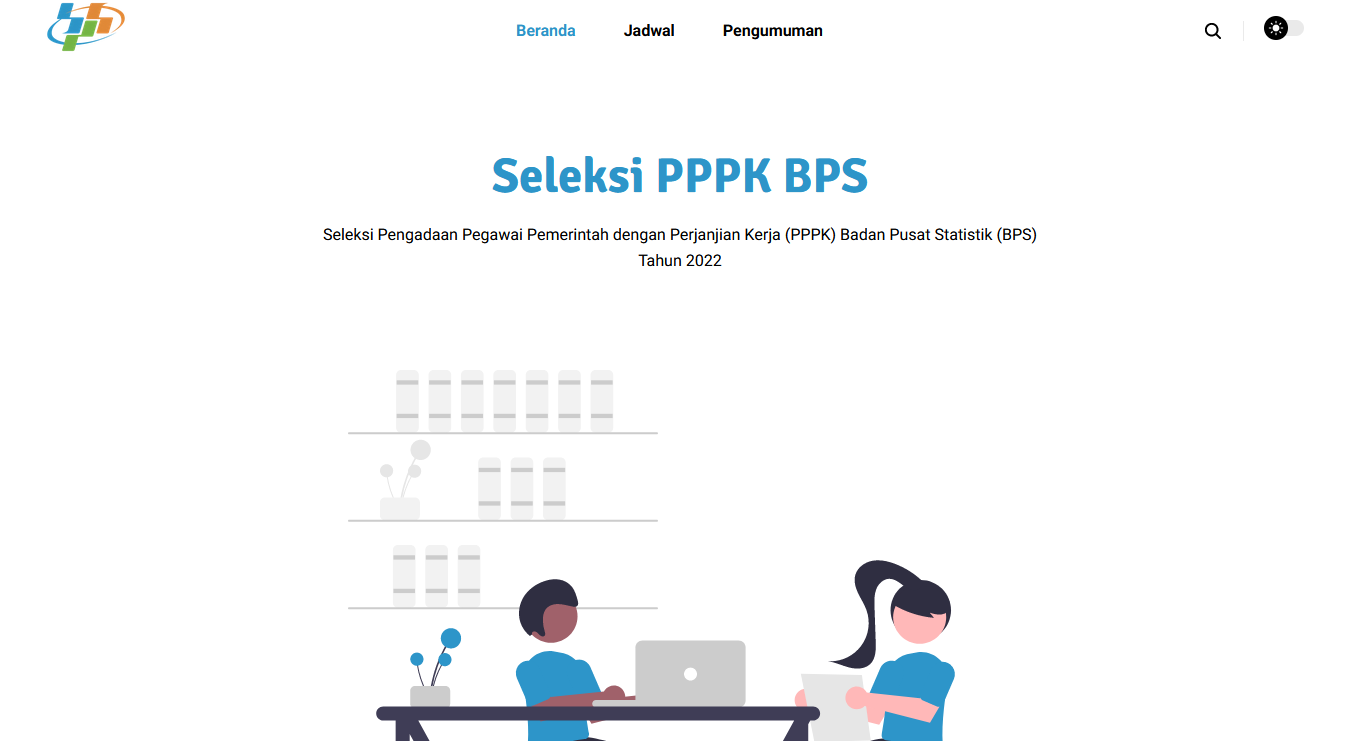 Beranda
Jadwal
Pengumuman
Seleksi PPPK BPS
Seleksi Pengadaan Pegawai Pemerintah dengan Perjanjian Kerja (PPPK) Badan Pusat Statistik (BPS)
Tahun 2022